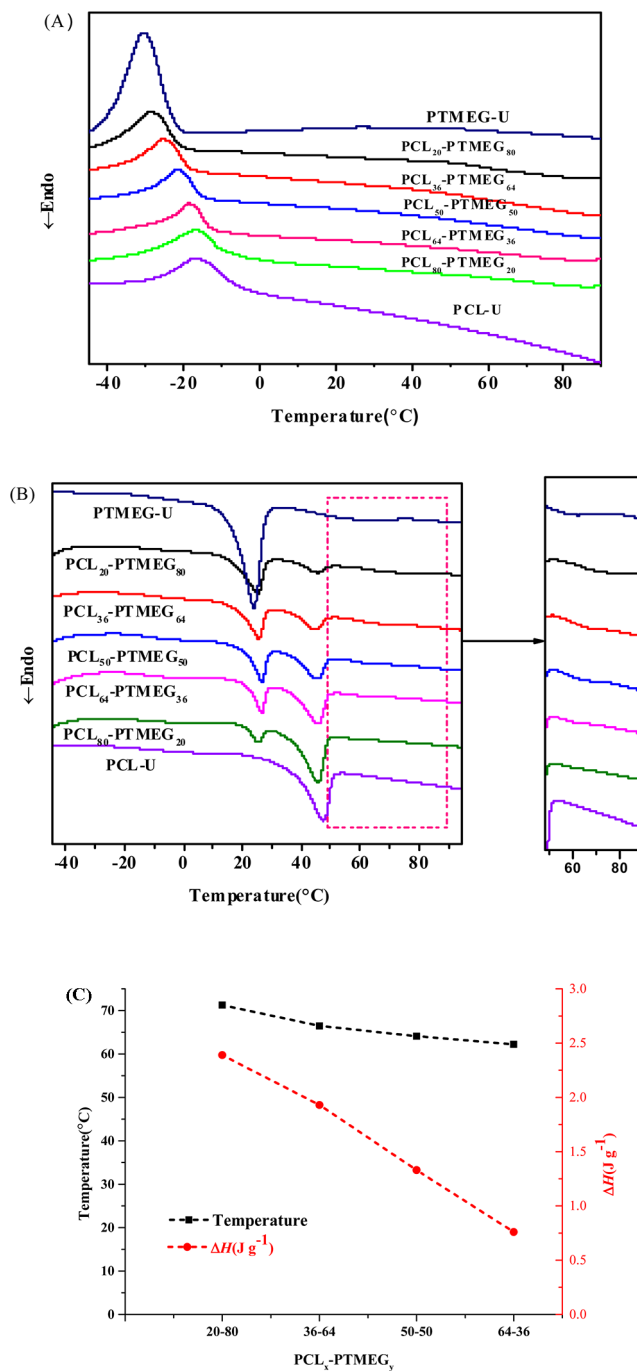 (A)
PTMEG-U
PCL20-PTMEG80
PCL36-PTMEG64
PCL50-PTMEG50
PCL64-PTMEG36
PCL80-PTMEG20
PCL-U
←Endo
-40 -20 0 20 40 60 80
Temperature(°C)
(B)
PTMEG-U
PCL20-PTMEG80
PCL36-PTMEG64
PCL50-PTMEG50
PCL64-PTMEG36
PCL80-PTMEG20
PCL-U
←Endo
-40 -20 0 20 40 60 80
60 80
Temperature(°C)
(C)
70
60
50
40
30
20
10
0
Temperature(°C)
3.0
2.5
2.0
1.5
1.0
0.5
0.0
ΔH(J g-1)
Temperature
ΔH(J g-1)
20-80 36-64 50-50 64-36
PCLx-PTMEGy